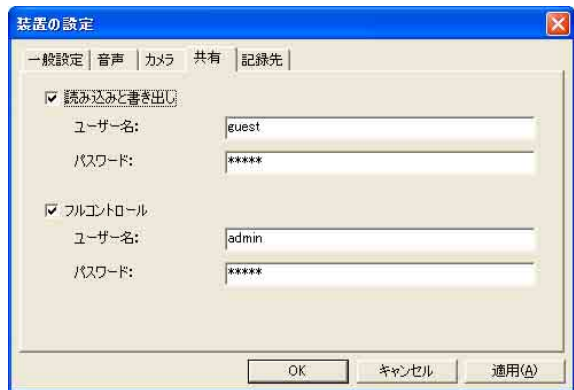 装置の設定
一般設定 音声 カメラ 共有 記録先
読み込みと書き出し
ユーザー名: guest
パスワード: *****
フルコントロール
ユーザー名: admin
パスワード: *****
OK キャンセル 適用(A)